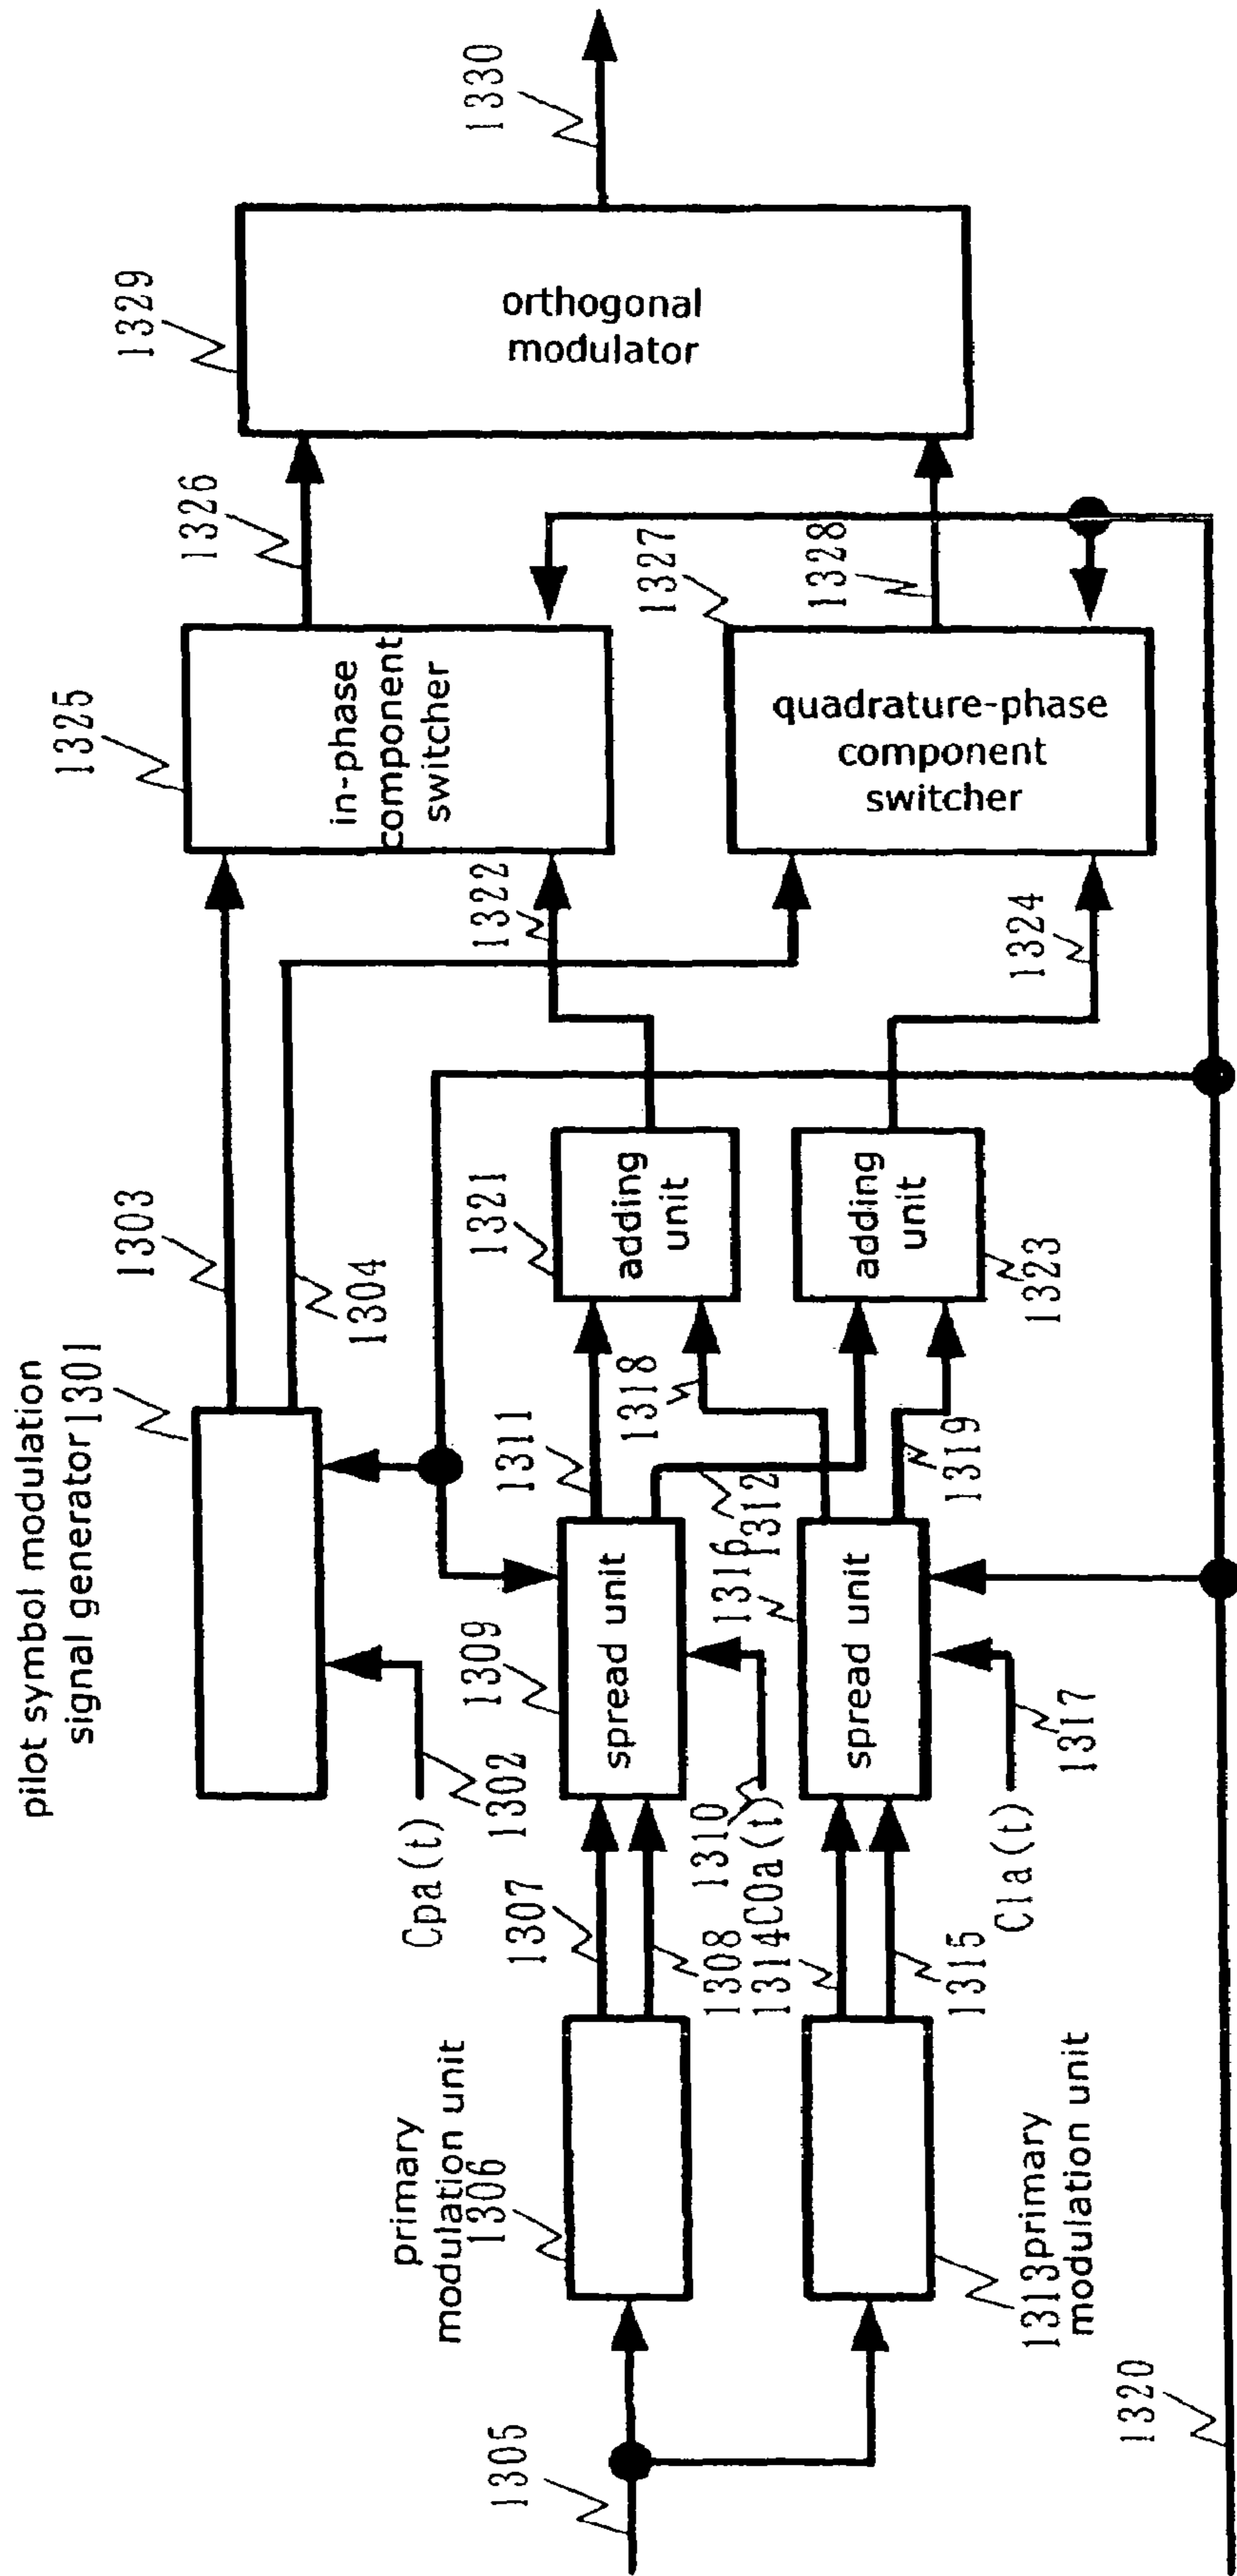 pilot symbol modulation
signal generator 1301
1303
1304
Cpa(t)
1302
1325
in-phase
component
switcher
1326
1329
orthogonal
modulator
1330
1305
primary
modulation unit
1306
1307
1308
1309
spread unit
1310
C0a(t)
1311
1312
1313 primary
modulation unit
1314
1315
1316
spread unit
C1a(t)
1317
1318
1319
1320
1321
adding
unit
1322
adding
unit
1323
1324
1327
quadrature-phase
component
switcher
1328